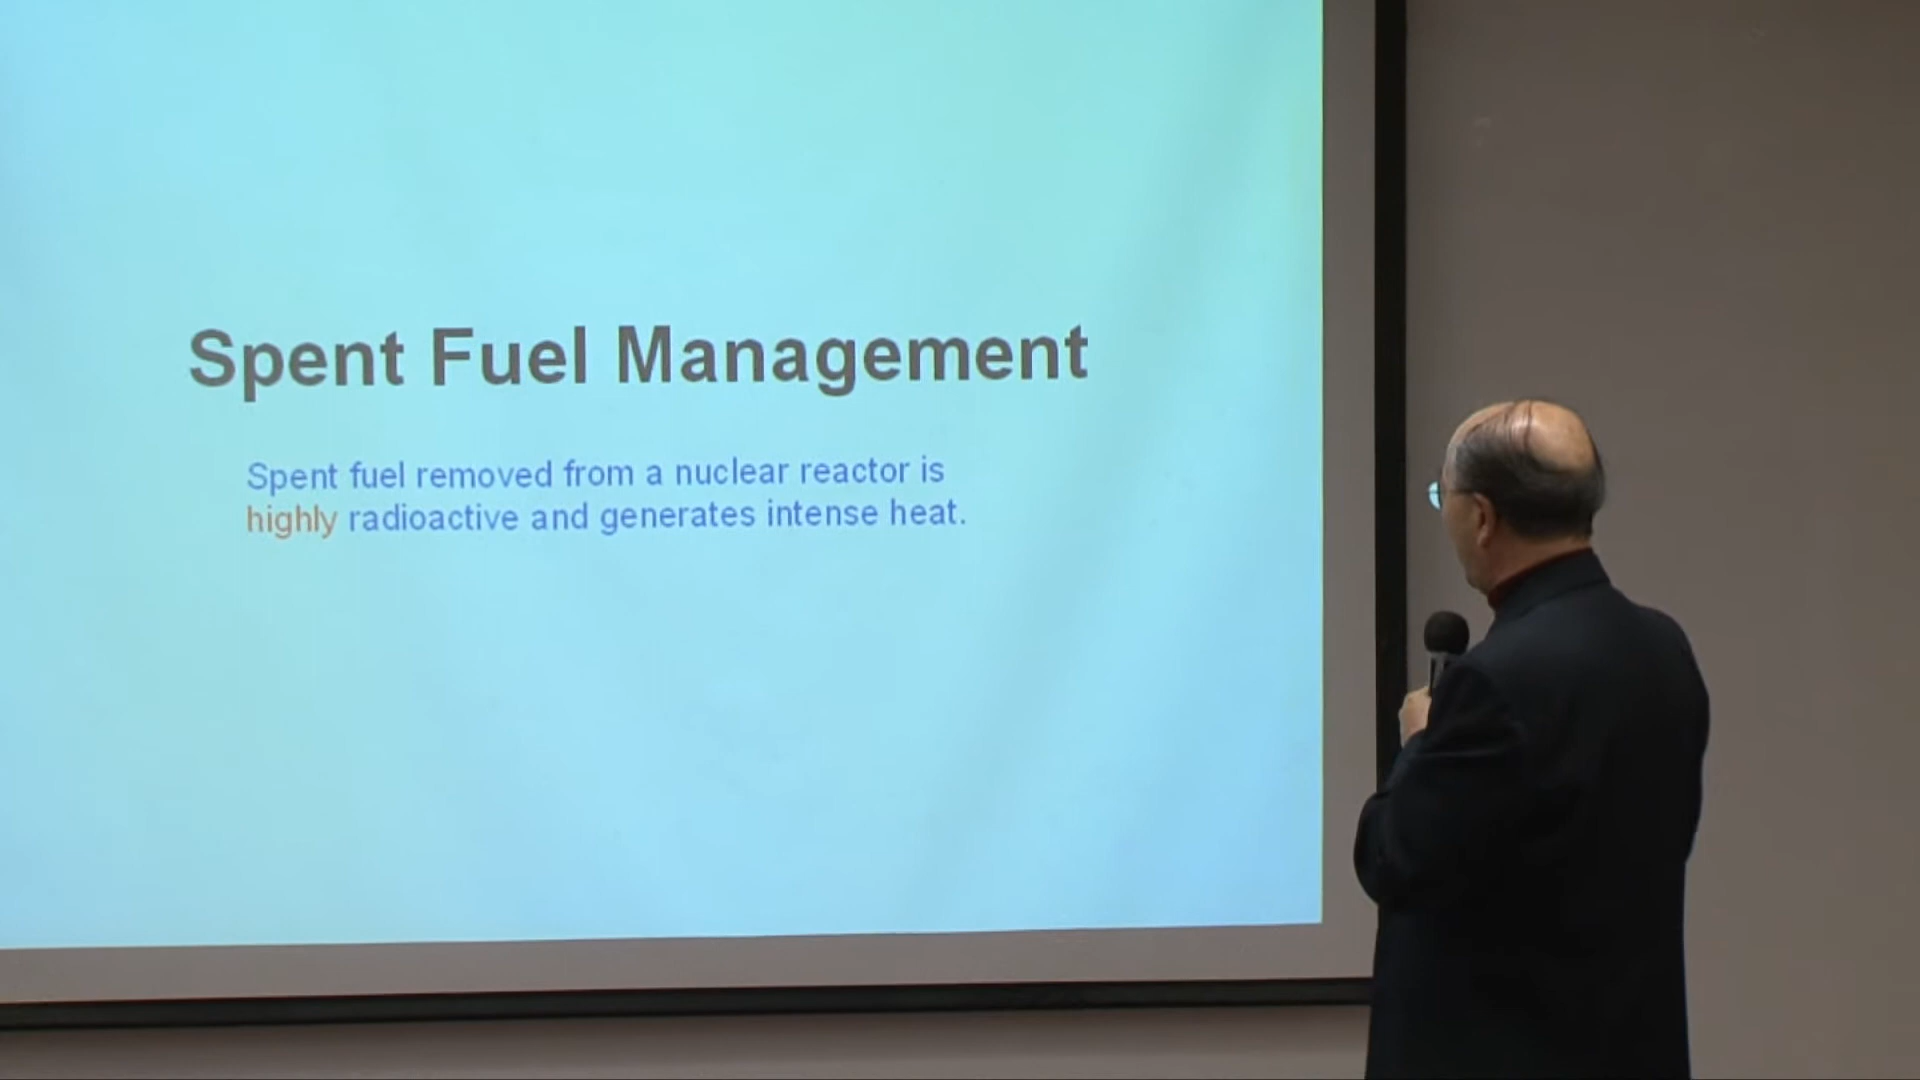 Spent Fuel Management
Spent fuel removed from a nuclear reactor is
highly radioactive and generates intense heat.